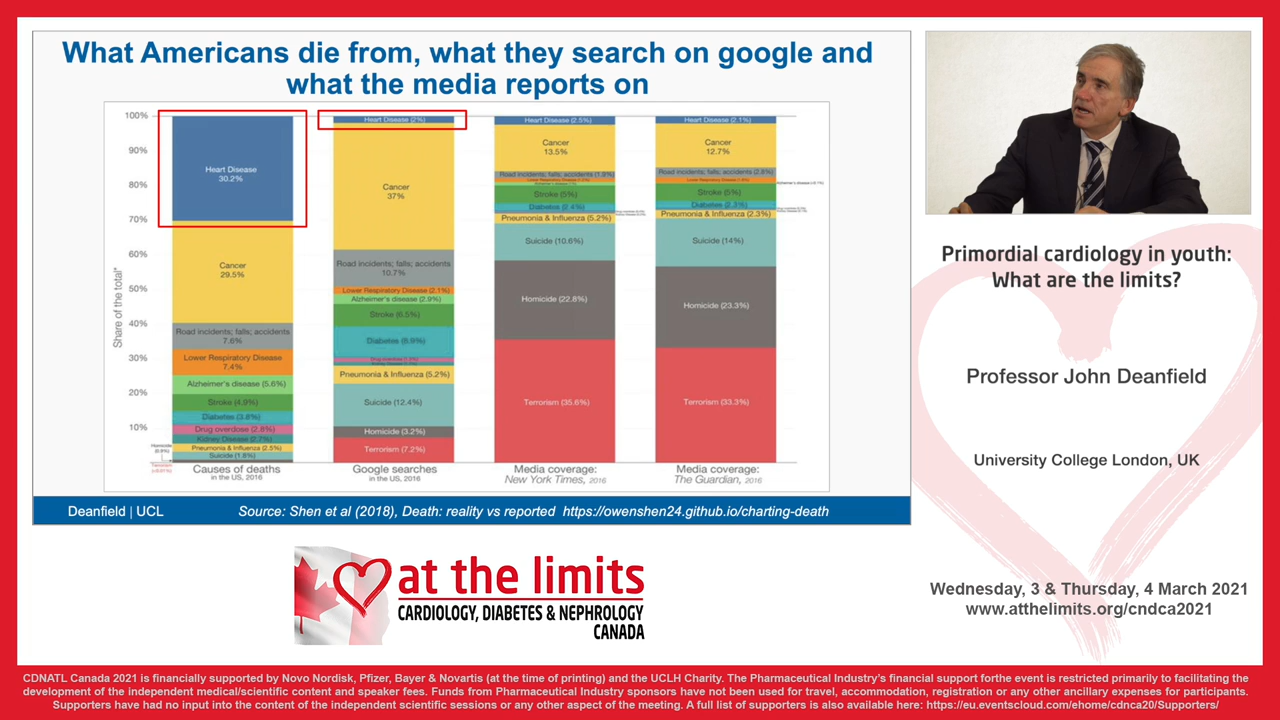 What Americans die from, what they search on google and
what the media reports on
100%
90%
80%
70%
60%
50%
40%
30%
20%
10%
Share of the total*
Heart Disease
30.2%
Cancer
29.5%
Road incidents; falls; accidents
7.6%
Lower Respiratory Disease
7.4%
Alzheimer's disease (5.6%)
Stroke (4.9%)
Diabetes (3.8%)
Drug overdose (2.8%)
Kidney Disease (2.7%)
Pneumonia & Influenza (2.5%)
Suicide (1.8%)
Homicide
(0.9%)
Terrorism
(<0.01%)
Causes of deaths
in the US, 2016
Heart Disease (2%)
Cancer
37%
Road incidents; falls; accidents
10.7%
Lower Respiratory Disease (2.1%)
Alzheimer's disease (2.9%)
Stroke (6.5%)
Diabetes (8.9%)
Pneumonia & Influenza (5.2%)
Suicide (12.4%)
Homicide (3.2%)
Terrorism (7.2%)
Google searches
in the US, 2016
Heart Disease (2.5%)
Cancer
13.5%
Road incidents; falls; accidents (1.9%)
Stroke (5%)
Diabetes (2.4%)
Pneumonia & Influenza (5.2%)
Suicide (10.6%)
Homicide (22.8%)
Terrorism (35.6%)
Media coverage:
New York Times, 2016
Heart Disease (2.1%)
Cancer
12.7%
Road incidents; falls; accidents (2.8%)
Stroke (5%)
Diabetes (2.3%)
Pneumonia & Influenza (2.3%)
Suicide (14%)
Homicide (23.3%)
Terrorism (33.3%)
Media coverage:
The Guardian, 2016
Deanfield | UCL
Source: Shen et al (2018), Death: reality vs reported https://owenshen24.github.io/charting-death
Primordial cardiology in youth:
What are the limits?
Professor John Deanfield
University College London, UK
Wednesday, 3 & Thursday, 4 March 2021
www.atthelimits.org/cndca2021
at the limits
CARDIOLOGY, DIABETES & NEPHROLOGY
CANADA
CDNATL Canada 2021 is financially supported by Novo Nordisk, Pfizer, Bayer & Novartis (at the time of printing) and the UCLH Charity. The Pharmaceutical Industry's financial support forthe event is restricted primarily to facilitating the
development of the independent medical/scientific content and speaker fees. Funds from Pharmaceutical Industry sponsors have not been used for travel, accommodation, registration or any other ancillary expenses for participants.
Supporters have had no input into the content of the independent scientific sessions or any other aspect of the meeting. A full list of supporters is also available here: https://eu.eventscloud.com/ehome/cdnca20/Supporters/